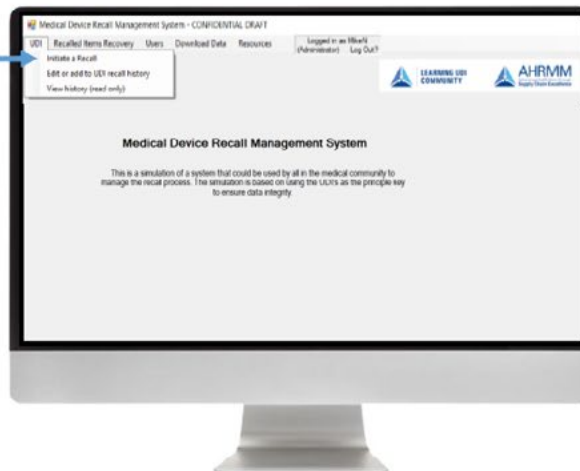 Medical Device Recall Management System - CONFIDENTIAL DRAFT
UDI Recalled Items Recovery Users Download Data Resources
Logged in as MikeN
(Administrator) Log Out?
Initiate a Recall
Edit or add to UDI recall history
View history (read only)
LEARNING UDI
COMMUNITY
AHRMM
Supply Chain Excellence
Medical Device Recall Management System
This is a simulation of a system that could be used by all in the medical community to
manage the recall process. The simulation is based on using the UDIs as the principle key
to ensure data integrity